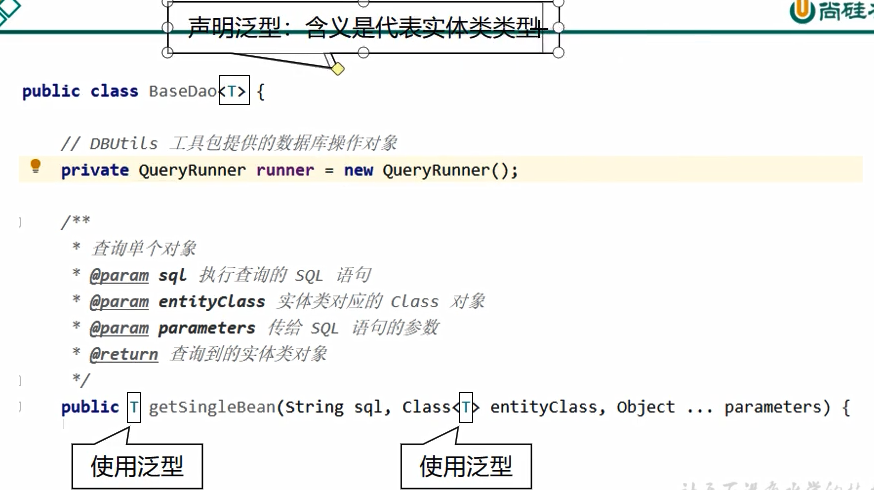 尚硅
声明泛型：含义是代表实体类类型
public class BaseDao<T> {
// DBUtils 工具包提供的数据库操作对象
private QueryRunner runner = new QueryRunner();
/**
* 查询单个对象
* @param sql 执行查询的 SQL 语句
* @param entityClass 实体类对应的 Class 对象
* @param parameters 传给 SQL 语句的参数
* @return 查询到的实体类对象
*/
public T getSingleBean(String sql, Class<T> entityClass, Object ... parameters) {
使用泛型 使用泛型